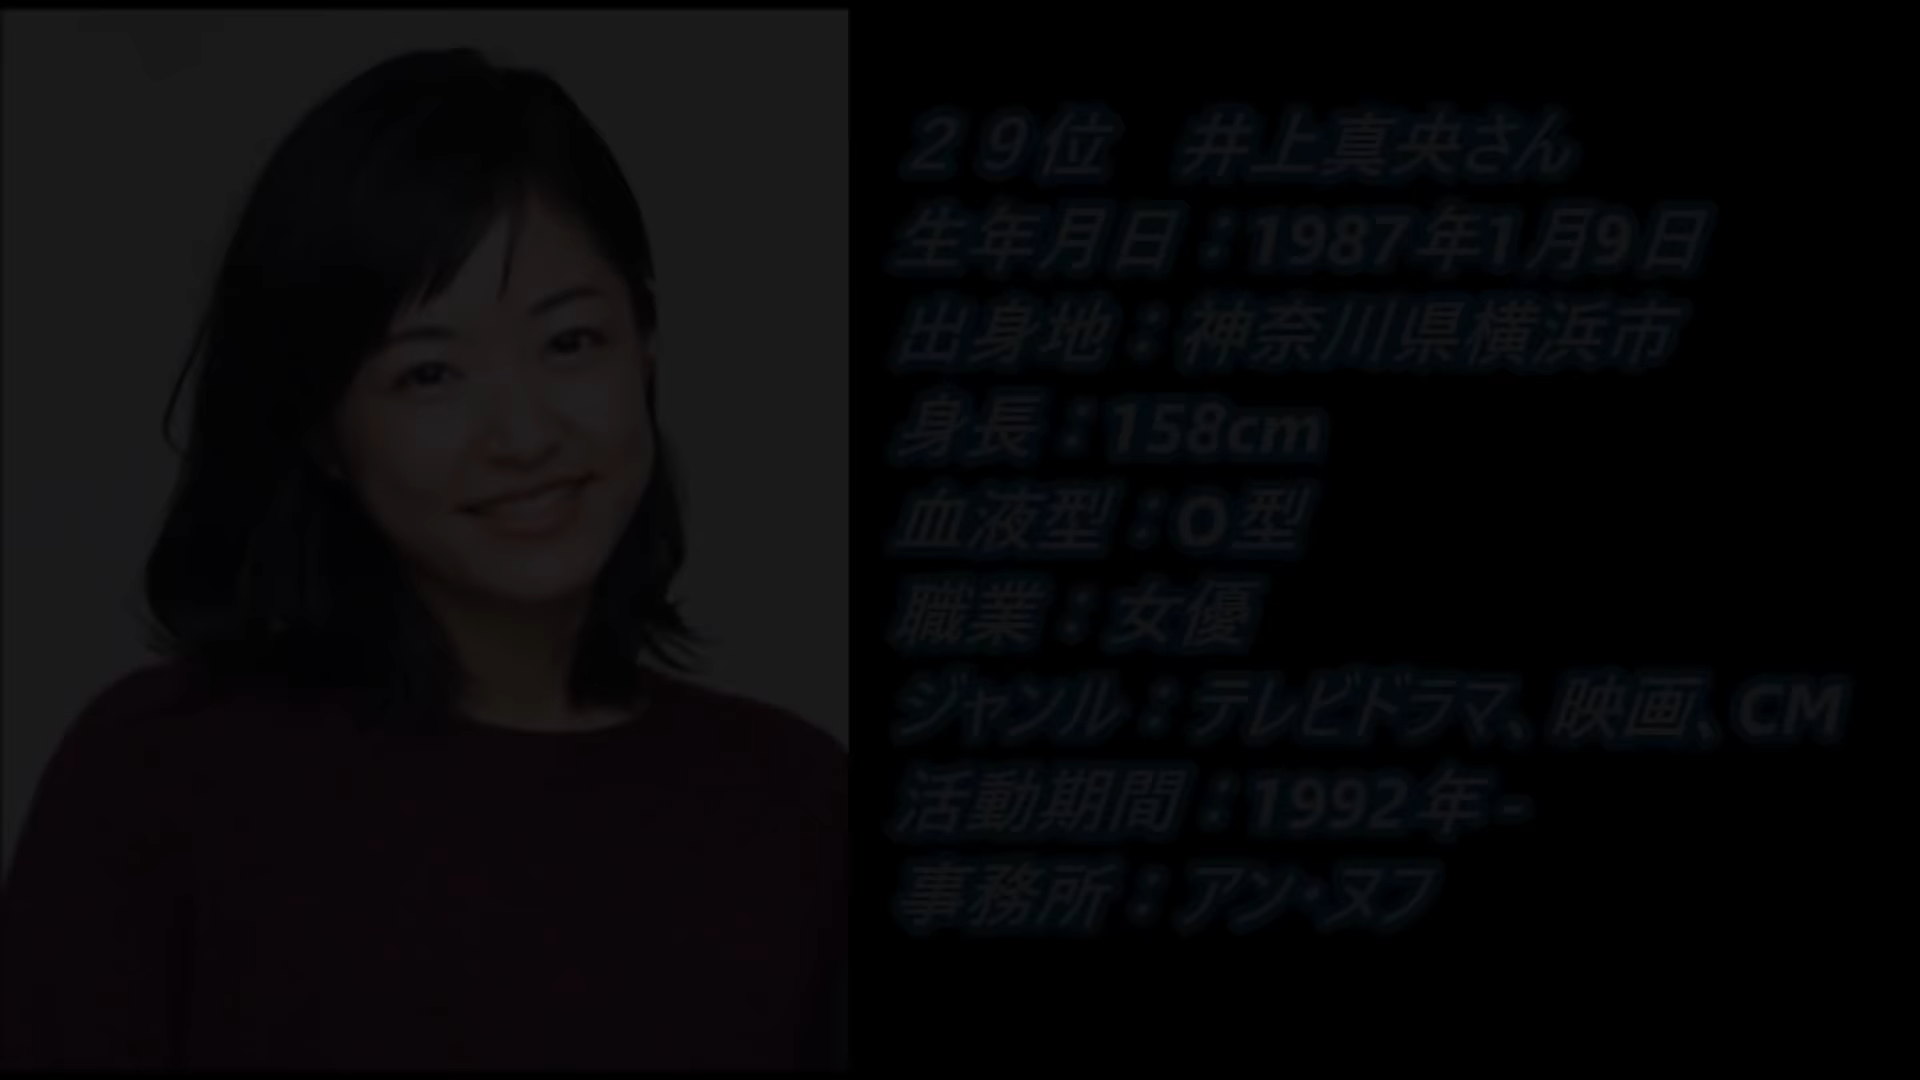 ２９位　井上真央さん
生年月日：1987年1月9日
出身地：神奈川県横浜市
身長：158cm
血液型：O型
職業：女優
ジャンル：テレビドラマ、映画、CM
活動期間：1992年 -
事務所：アン・ヌフ